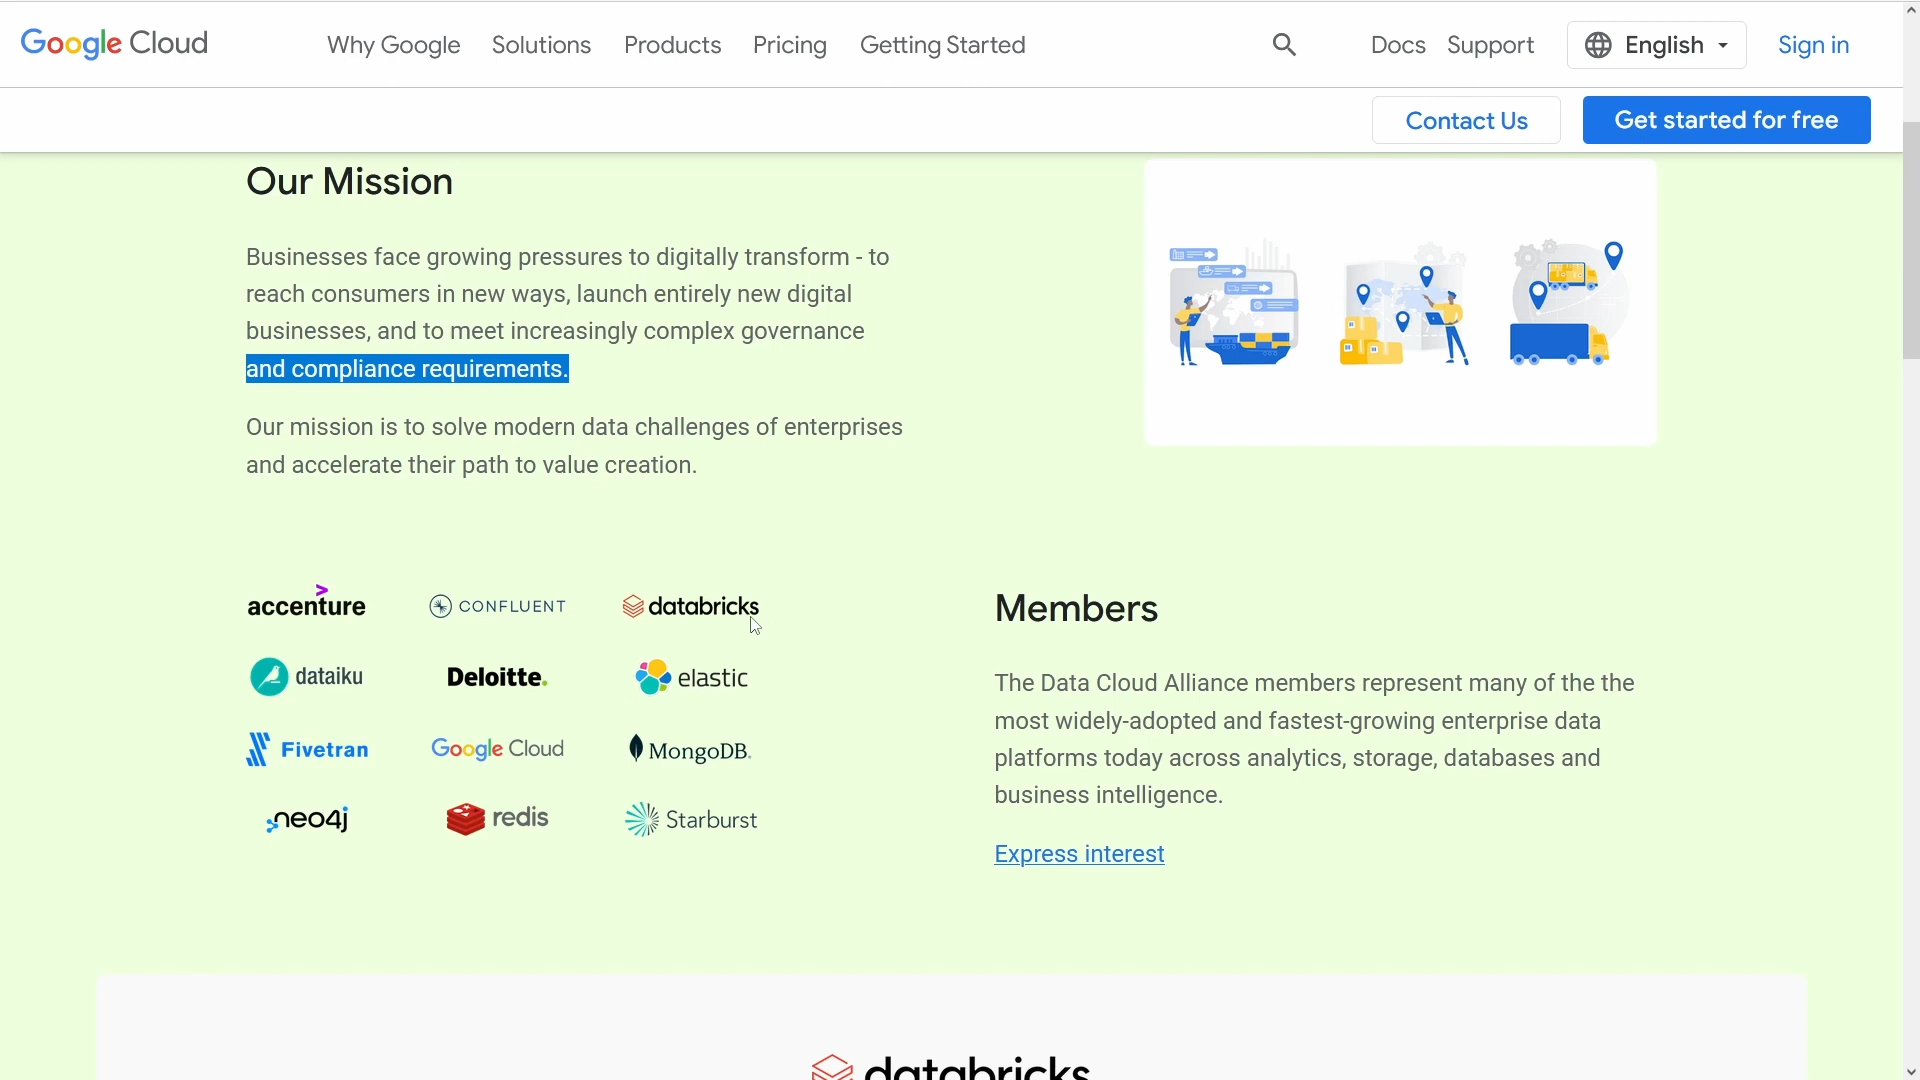 Google Cloud
Why Google Solutions Products Pricing Getting Started
Docs Support English Sign in
Contact Us Get started for free
Our Mission
Businesses face growing pressures to digitally transform - to
reach consumers in new ways, launch entirely new digital
businesses, and to meet increasingly complex governance
and compliance requirements.
Our mission is to solve modern data challenges of enterprises
and accelerate their path to value creation.
accenture CONFLUENT databricks
dataiku Deloitte. elastic
Fivetran Google Cloud MongoDB.
neo4j redis Starburst
Members
The Data Cloud Alliance members represent many of the the
most widely-adopted and fastest-growing enterprise data
platforms today across analytics, storage, databases and
business intelligence.
Express interest
databricks